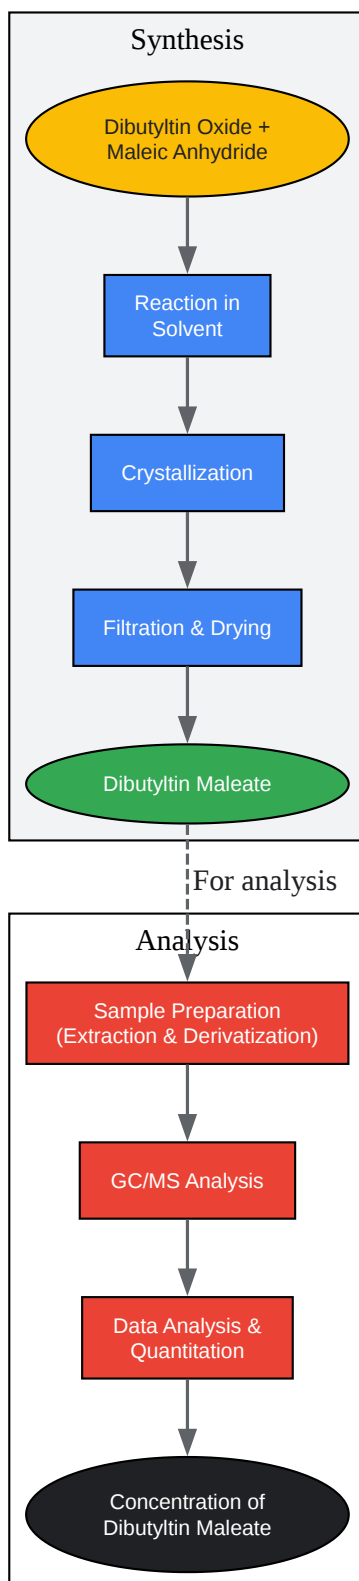 Synthesis
Dibutyltin Oxide +
Maleic Anhydride
Reaction in
Solvent
Crystallization
Filtration & Drying
Dibutyltin Maleate
For analysis
Analysis
Sample Preparation
(Extraction & Derivatization)
GC/MS Analysis
Data Analysis &
Quantitation
Concentration of
Dibutyltin Maleate